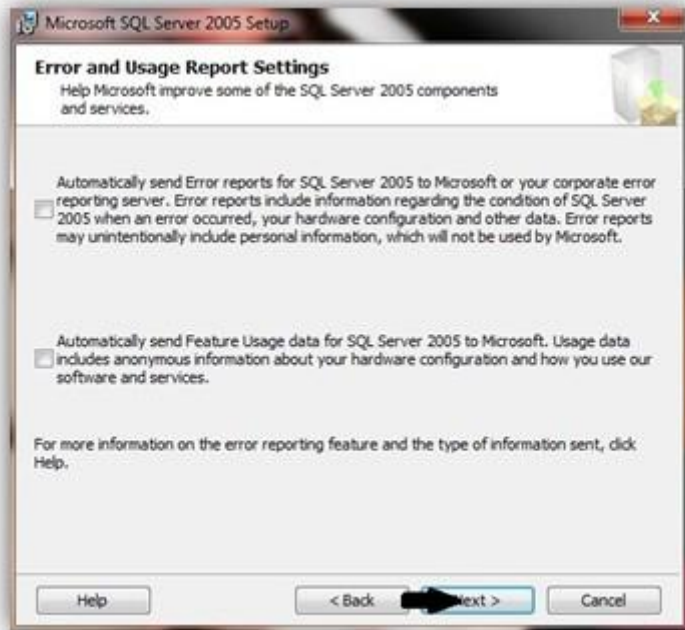 Microsoft SQL Server 2005 Setup
Error and Usage Report Settings
Help Microsoft improve some of the SQL Server 2005 components
and services.
Automatically send Error reports for SQL Server 2005 to Microsoft or your corporate error
reporting server. Error reports include information regarding the condition of SQL Server
2005 when an error occurred, your hardware configuration and other data. Error reports
may unintentionally include personal information, which will not be used by Microsoft.
Automatically send Feature Usage data for SQL Server 2005 to Microsoft. Usage data
includes anonymous information about your hardware configuration and how you use our
software and services.
For more information on the error reporting feature and the type of information sent, click
Help.
Help
< Back
Next >
Cancel